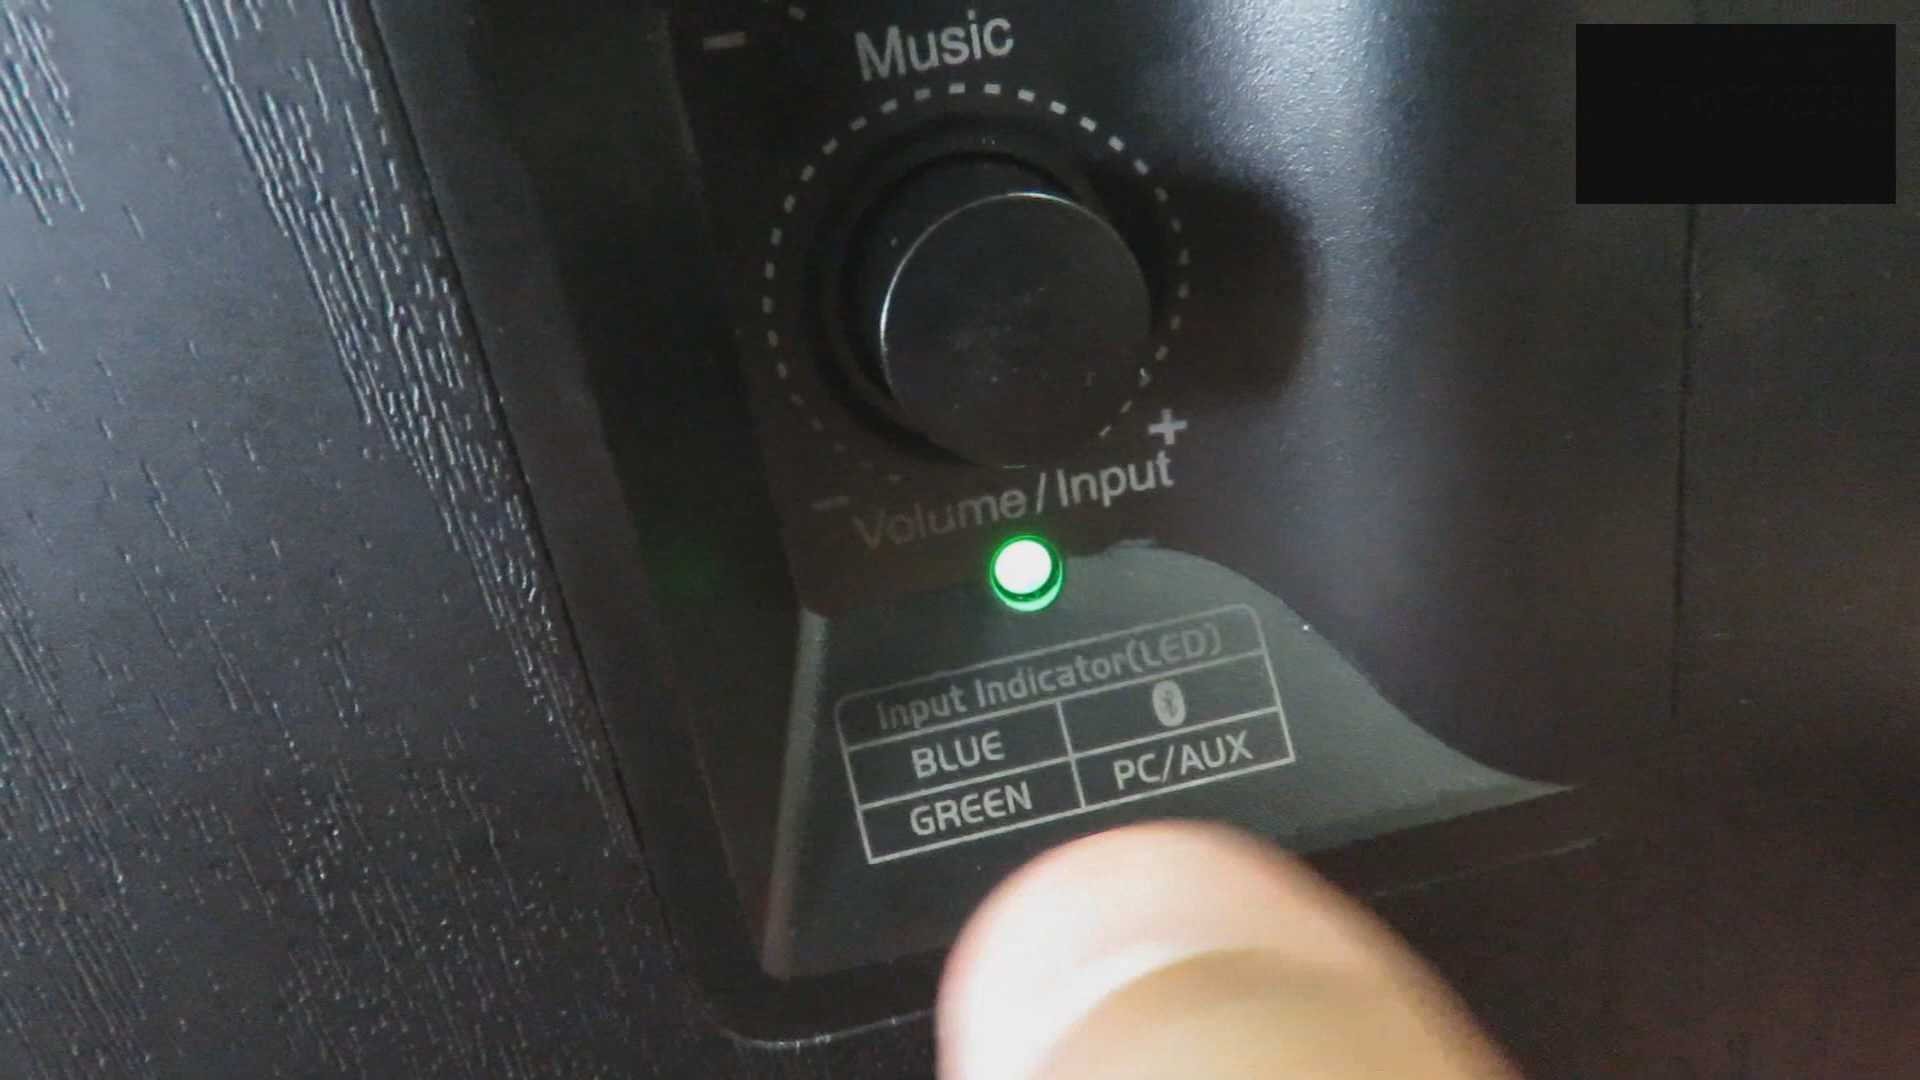 -
Music
+
-
Volume/Input
Input Indicator(LED)
BLUE
GREEN PC/AUX